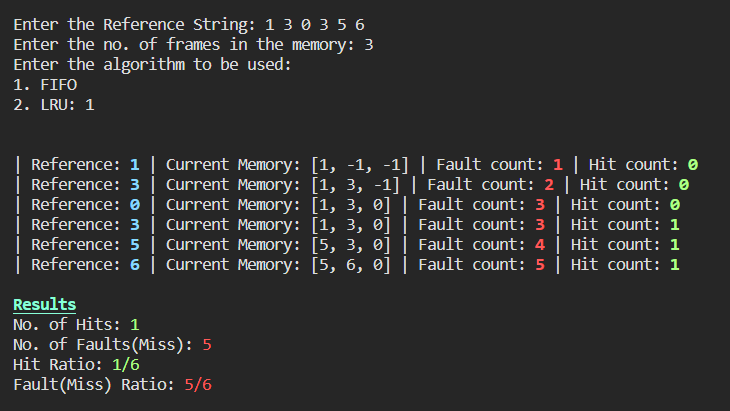 Enter the Reference String: 1 3 0 3 5 6
Enter the no. of frames in the memory: 3
Enter the algorithm to be used:
1. FIFO
2. LRU: 1
| Reference: 1 | Current Memory: [1, -1, -1] | Fault count: 1 | Hit count: 0
| Reference: 3 | Current Memory: [1, 3, -1] | Fault count: 2 | Hit count: 0
| Reference: 0 | Current Memory: [1, 3, 0] | Fault count: 3 | Hit count: 0
| Reference: 3 | Current Memory: [1, 3, 0] | Fault count: 3 | Hit count: 1
| Reference: 5 | Current Memory: [5, 3, 0] | Fault count: 4 | Hit count: 1
| Reference: 6 | Current Memory: [5, 6, 0] | Fault count: 5 | Hit count: 1
Results
No. of Hits: 1
No. of Faults(Miss): 5
Hit Ratio: 1/6
Fault(Miss) Ratio: 5/6